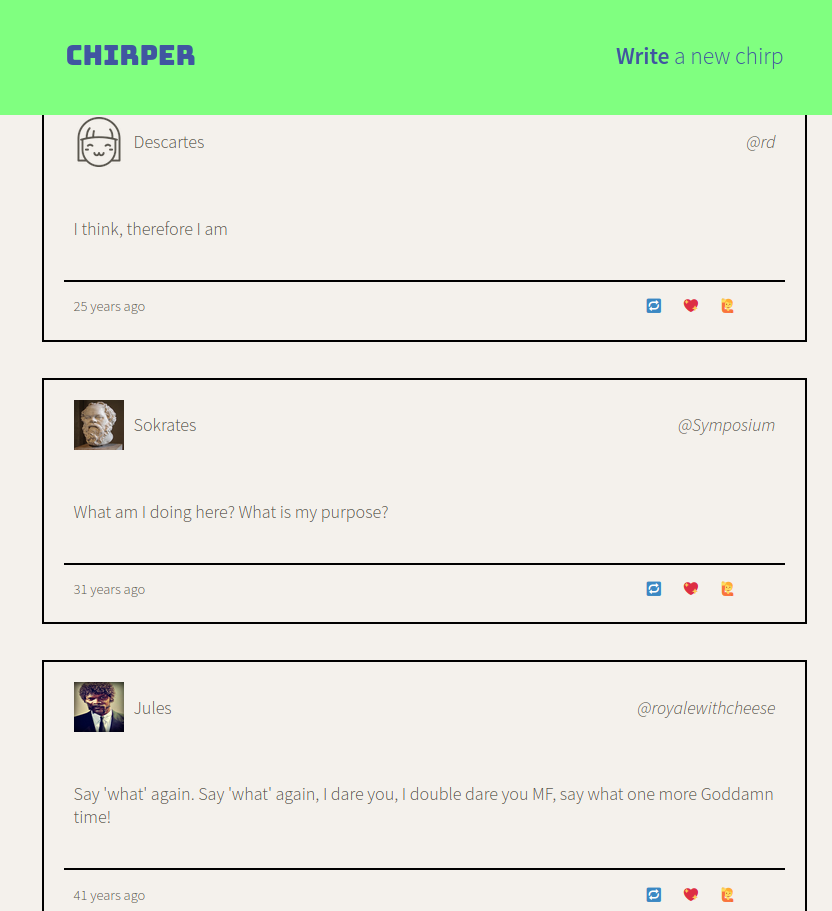 CHIRPER
Write a new chirp
Descartes
@rd
I think, therefore I am
25 years ago
Sokrates
@Symposium
What am I doing here? What is my purpose?
31 years ago
Jules
@royalewithcheese
Say 'what' again. Say 'what' again, I dare you, I double dare you MF, say what one more Goddamn
time!
41 years ago